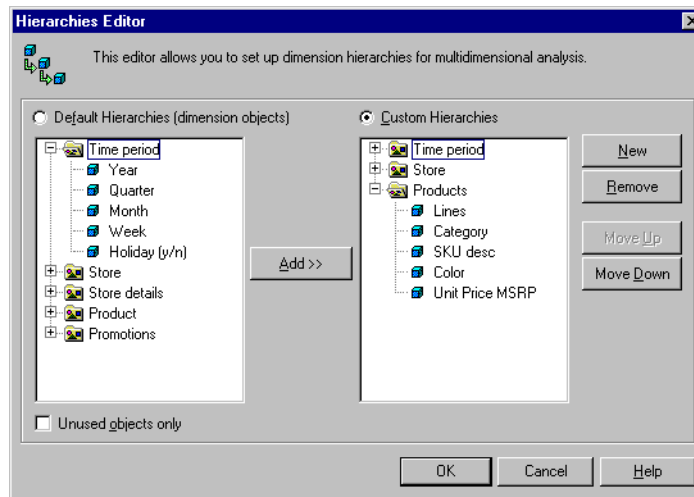 Hierarchies Editor
This editor allows you to set up dimension hierarchies for multidimensional analysis.
Default Hierarchies (dimension objects)
Time period
Year
Quarter
Month
Week
Holiday (y/n)
Store
Store details
Product
Promotions
Unused objects only
Add >>
Custom Hierarchies
Time period
Store
Products
Lines
Category
SKU desc
Color
Unit Price MSRP
New
Remove
Move Up
Move Down
OK
Cancel
Help